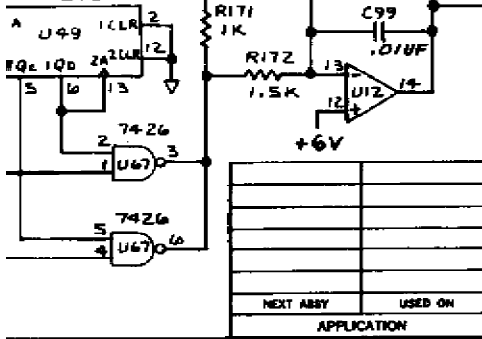 A
U49
1CLR 2
2CLR 12
1QD 2A
5 6 13
R171
1K
R172
1.5K
C99
.01UF
13
U12
14
12
+6V
7426
2
1
U67
3
7426
5
4
U67
6
NEXT ASSY USED ON
APPLICATION